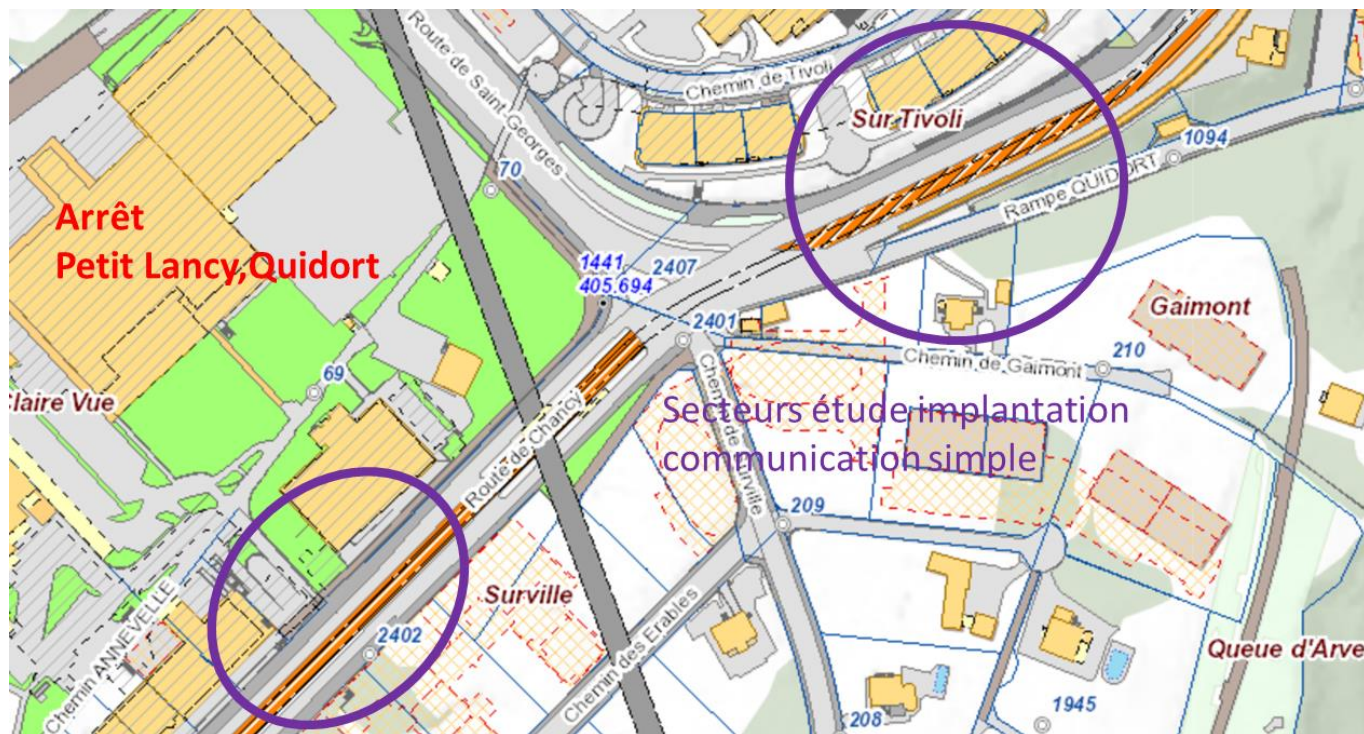 Route de Saint-Georges
Chemin de Tivoli
Sur Tivoli
1094
70
Rampe QUIDORT
Arrêt
Petit Lancy,Quidort
1441
2407
405.694
Gaimont
2401
210
Chemin de Gaimont
69
Claire Vue
Route de Chancy
Secteurs étude implantation
communication simple
Chemin de Surville
209
Surville
Chemin ANNEVELLE
2402
Chemin des Erables
Queue d'Arve
1945
208